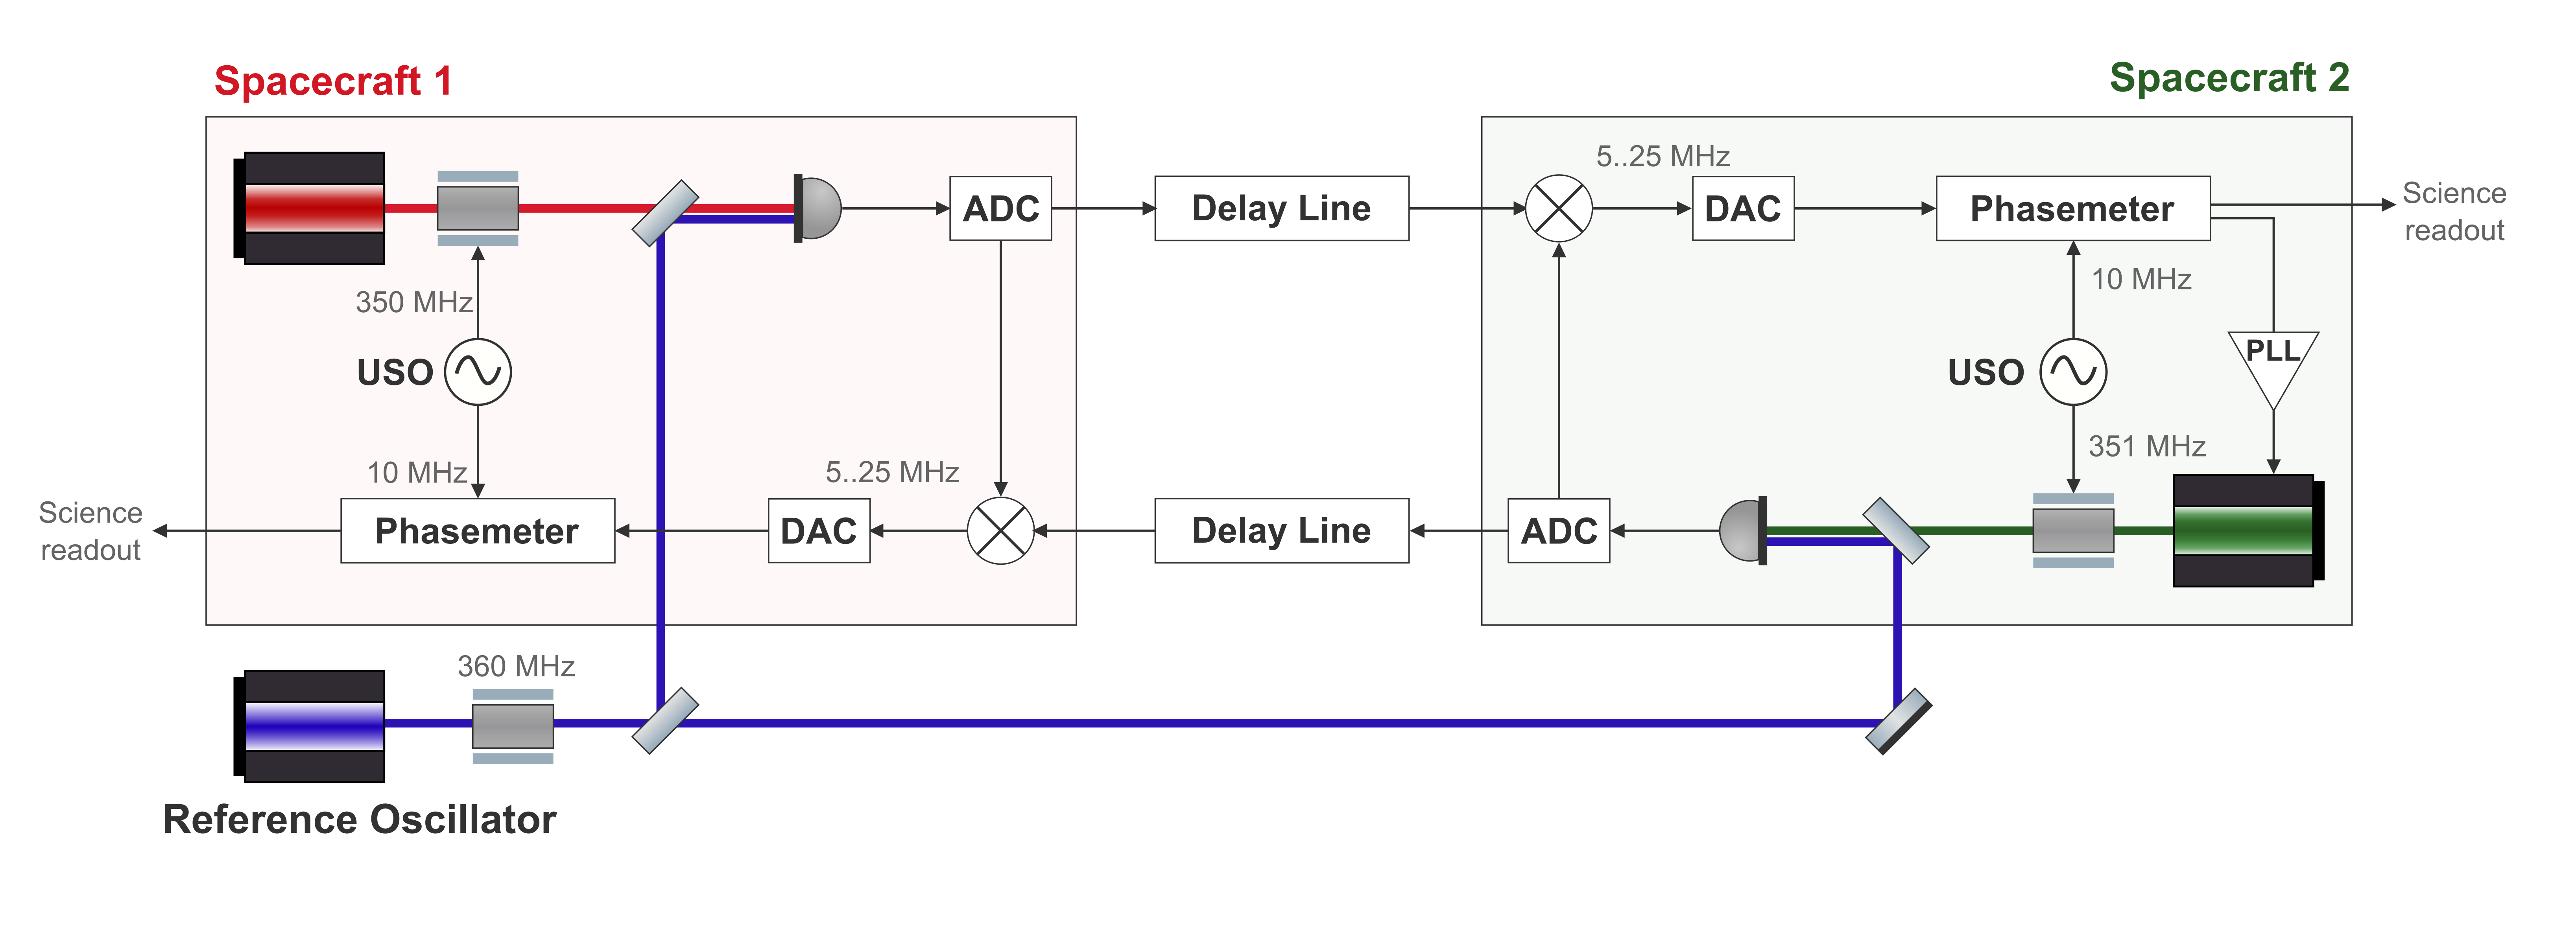 Spacecraft 1
Spacecraft 2
5..25 MHz
ADC
Delay Line
DAC
Phasemeter
Science
readout
350 MHz
10 MHz
USO
USO
PLL
10 MHz
5..25 MHz
351 MHz
Science
readout
Phasemeter
DAC
Delay Line
ADC
360 MHz
Reference Oscillator